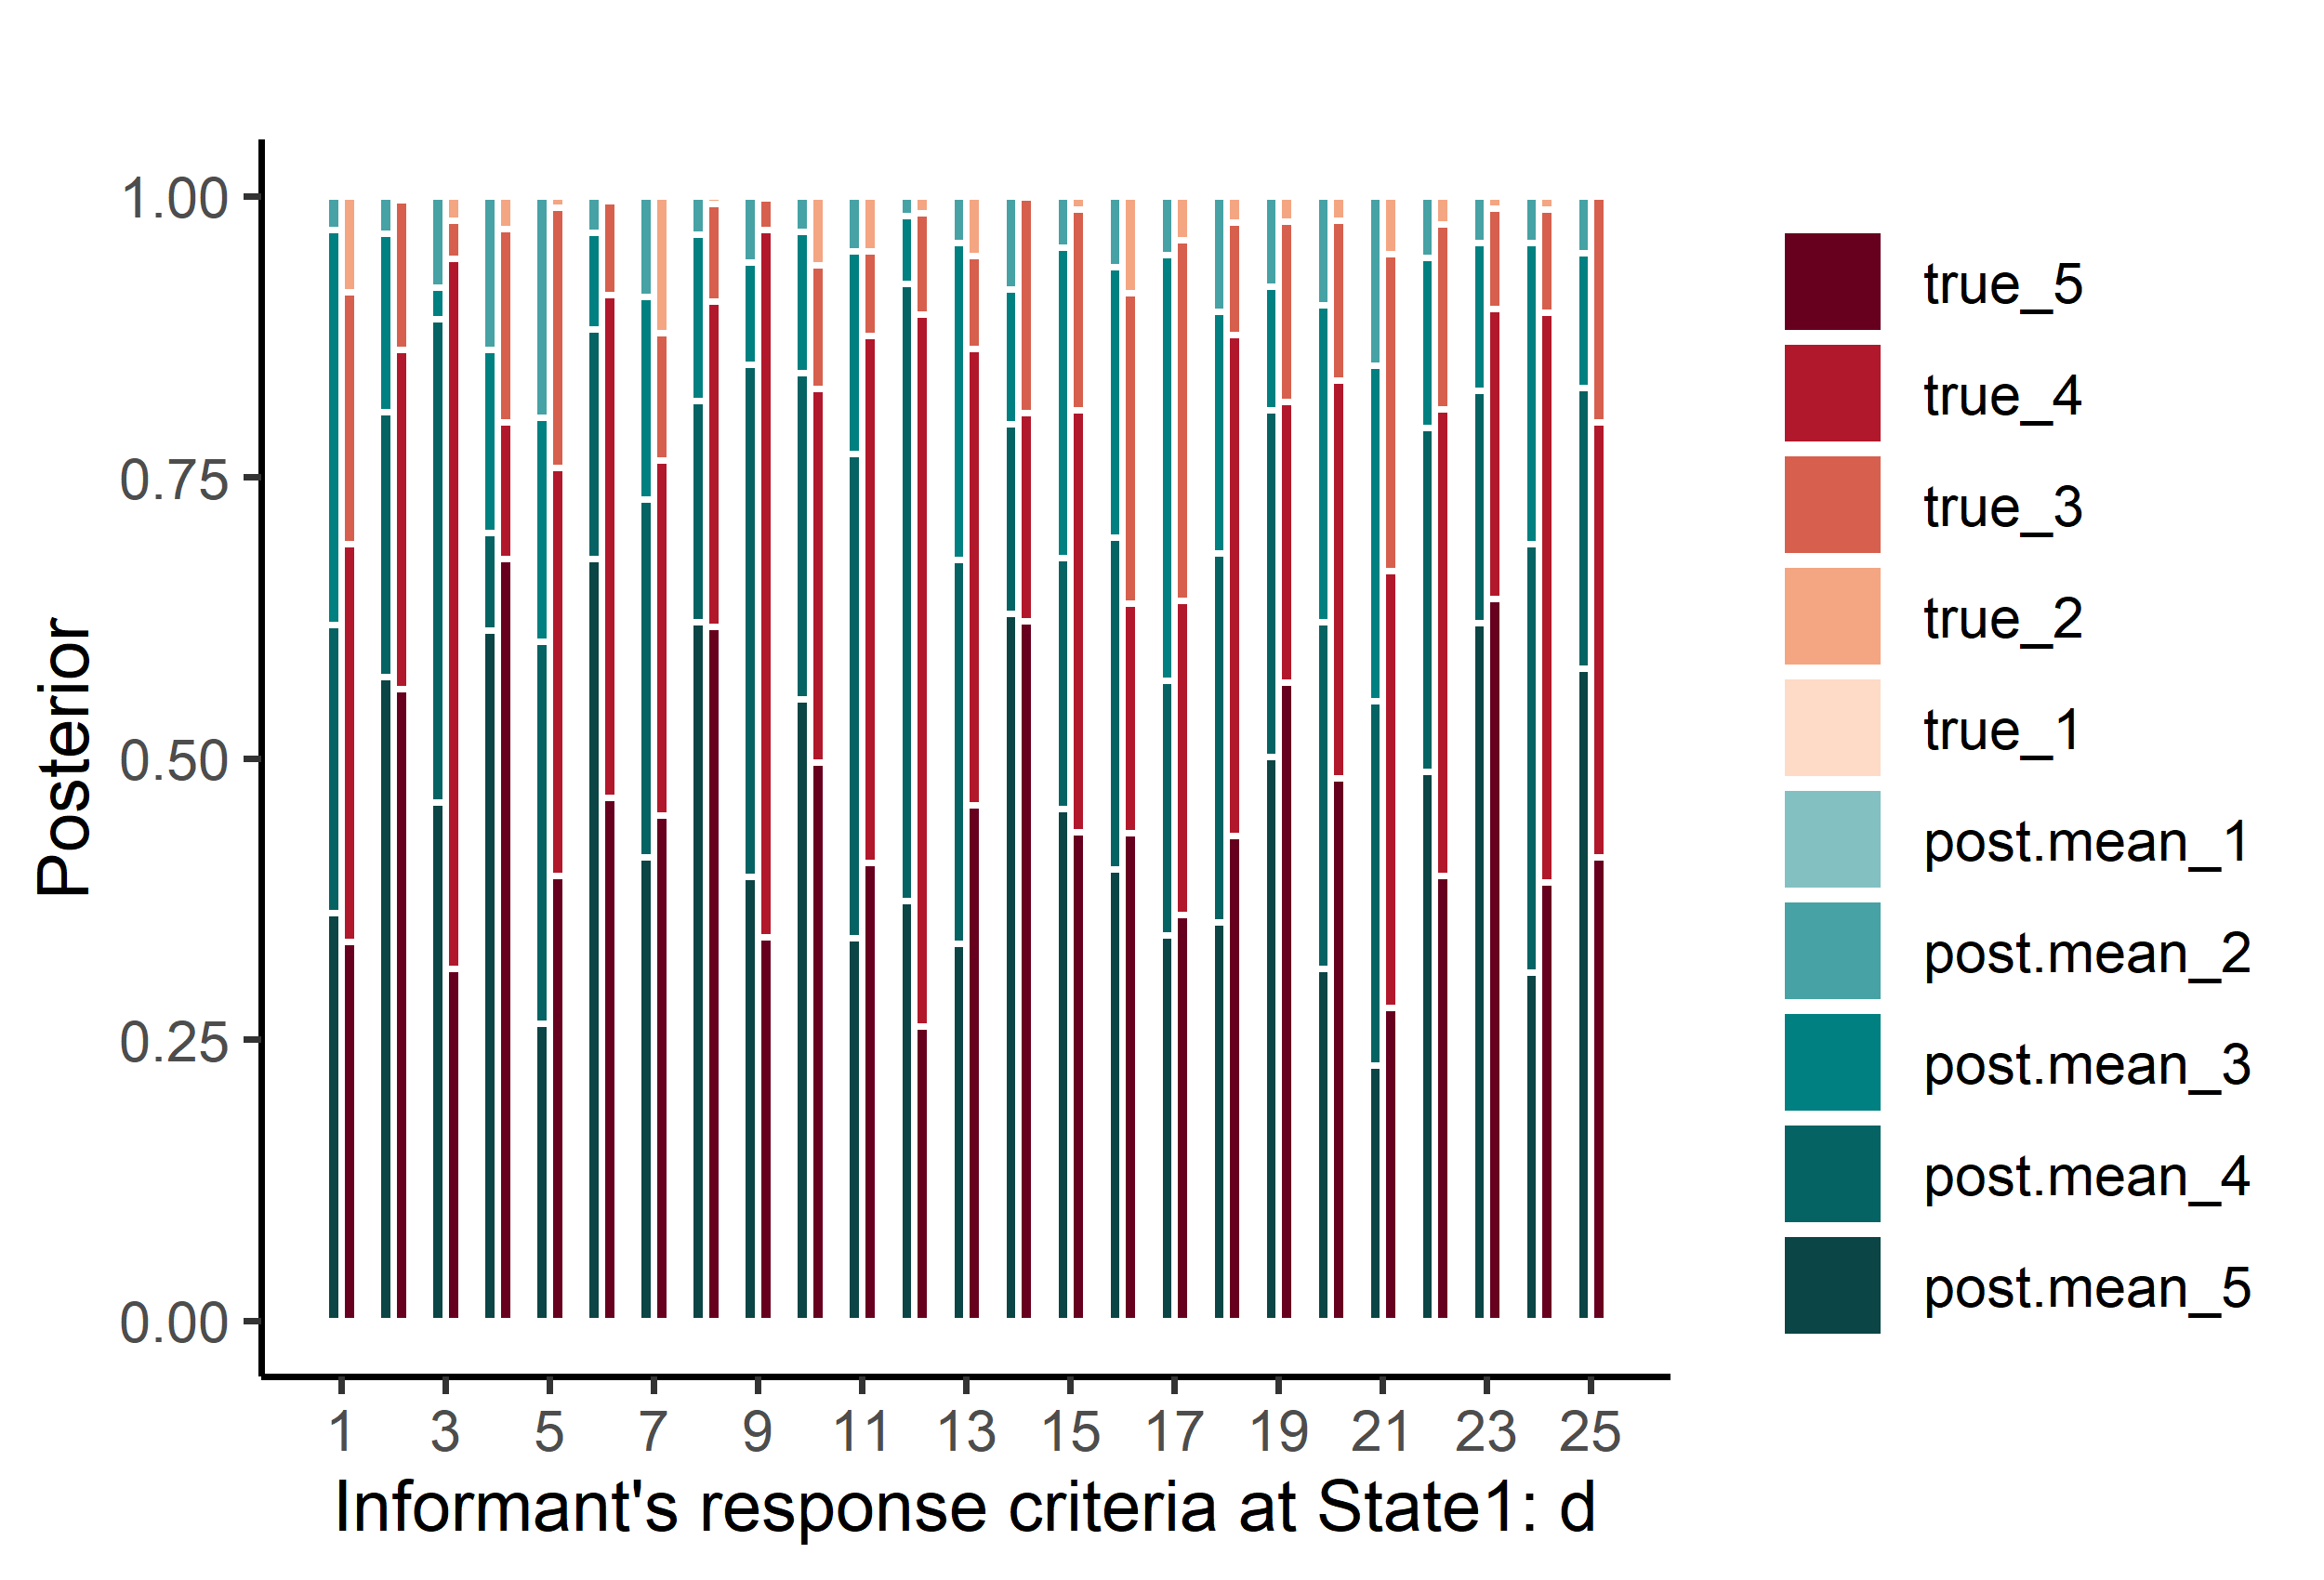 1.00
0.75
0.50
0.25
0.00
Posterior
1 3 5 7 9 11 13 15 17 19 21 23 25
Informant's response criteria at State1: d
true_5
true_4
true_3
true_2
true_1
post.mean_1
post.mean_2
post.mean_3
post.mean_4
post.mean_5